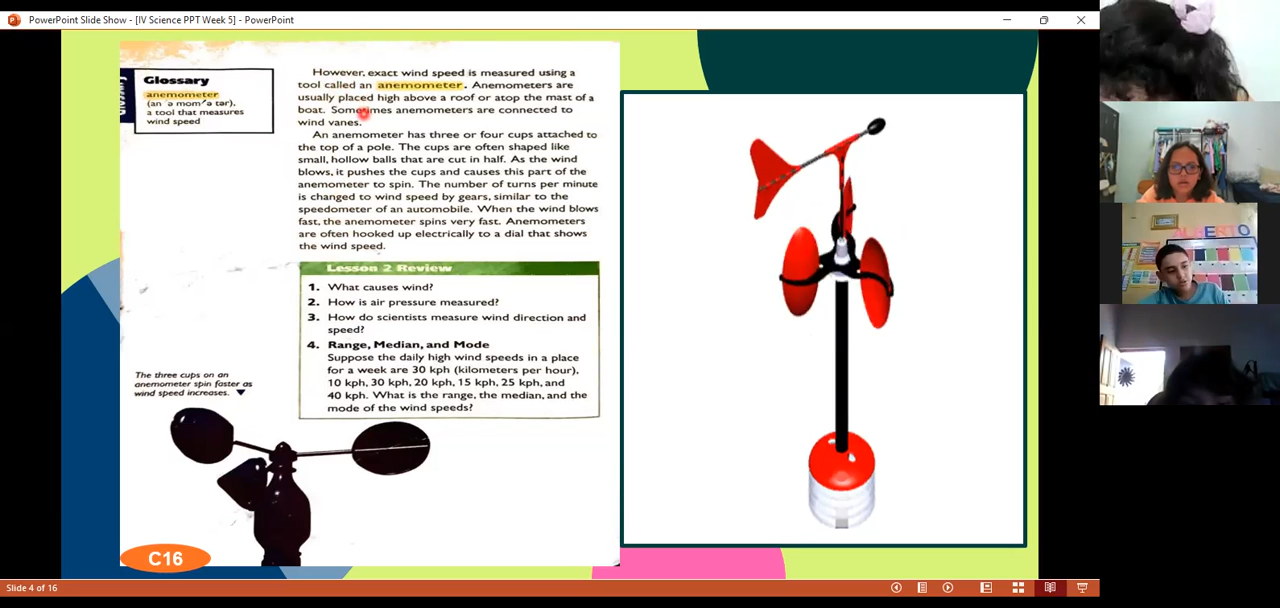 PowerPoint Slide Show - [IV Science PPT Week 5] - PowerPoint
Glossary
anemometer
(an ə mom′ə tər),
a tool that measures
wind speed
However, exact wind speed is measured using a
tool called an anemometer. Anemometers are
usually placed high above a roof or atop the mast of a
boat. Sometimes anemometers are connected to
wind vanes.
An anemometer has three or four cups attached to
the top of a pole. The cups are often shaped like
small, hollow balls that are cut in half. As the wind
blows, it pushes the cups and causes this part of the
anemometer to spin. The number of turns per minute
is changed to wind speed by gears, similar to the
speedometer of an automobile. When the wind blows
fast, the anemometer spins very fast. Anemometers
are often hooked up electrically to a dial that shows
the wind speed.
Lesson 2 Review
1. What causes wind?
2. How is air pressure measured?
3. How do scientists measure wind direction and
speed?
4. Range, Median, and Mode
Suppose the daily high wind speeds in a place
for a week are 30 kph (kilometers per hour),
10 kph, 30 kph, 20 kph, 15 kph, 25 kph, and
40 kph. What is the range, the median, and the
mode of the wind speeds?
The three cups on an
anemometer spin faster as
wind speed increases.
C16
ALBERTO
Slide 4 of 16